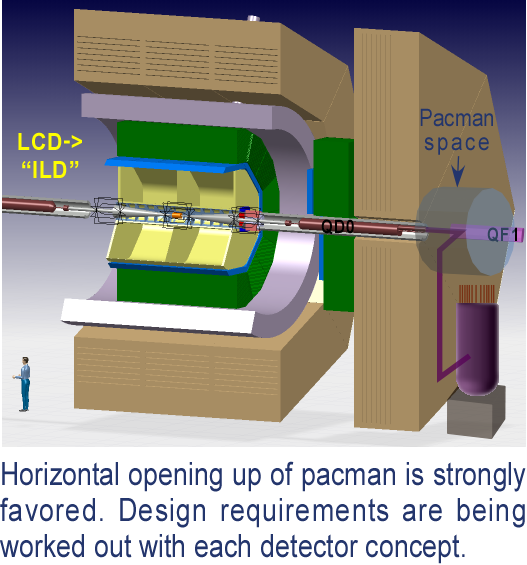 Pacman
space
LCD->
“ILD”
QD0
QF1
Horizontal opening up of pacman is strongly
favored. Design requirements are being
worked out with each detector concept.